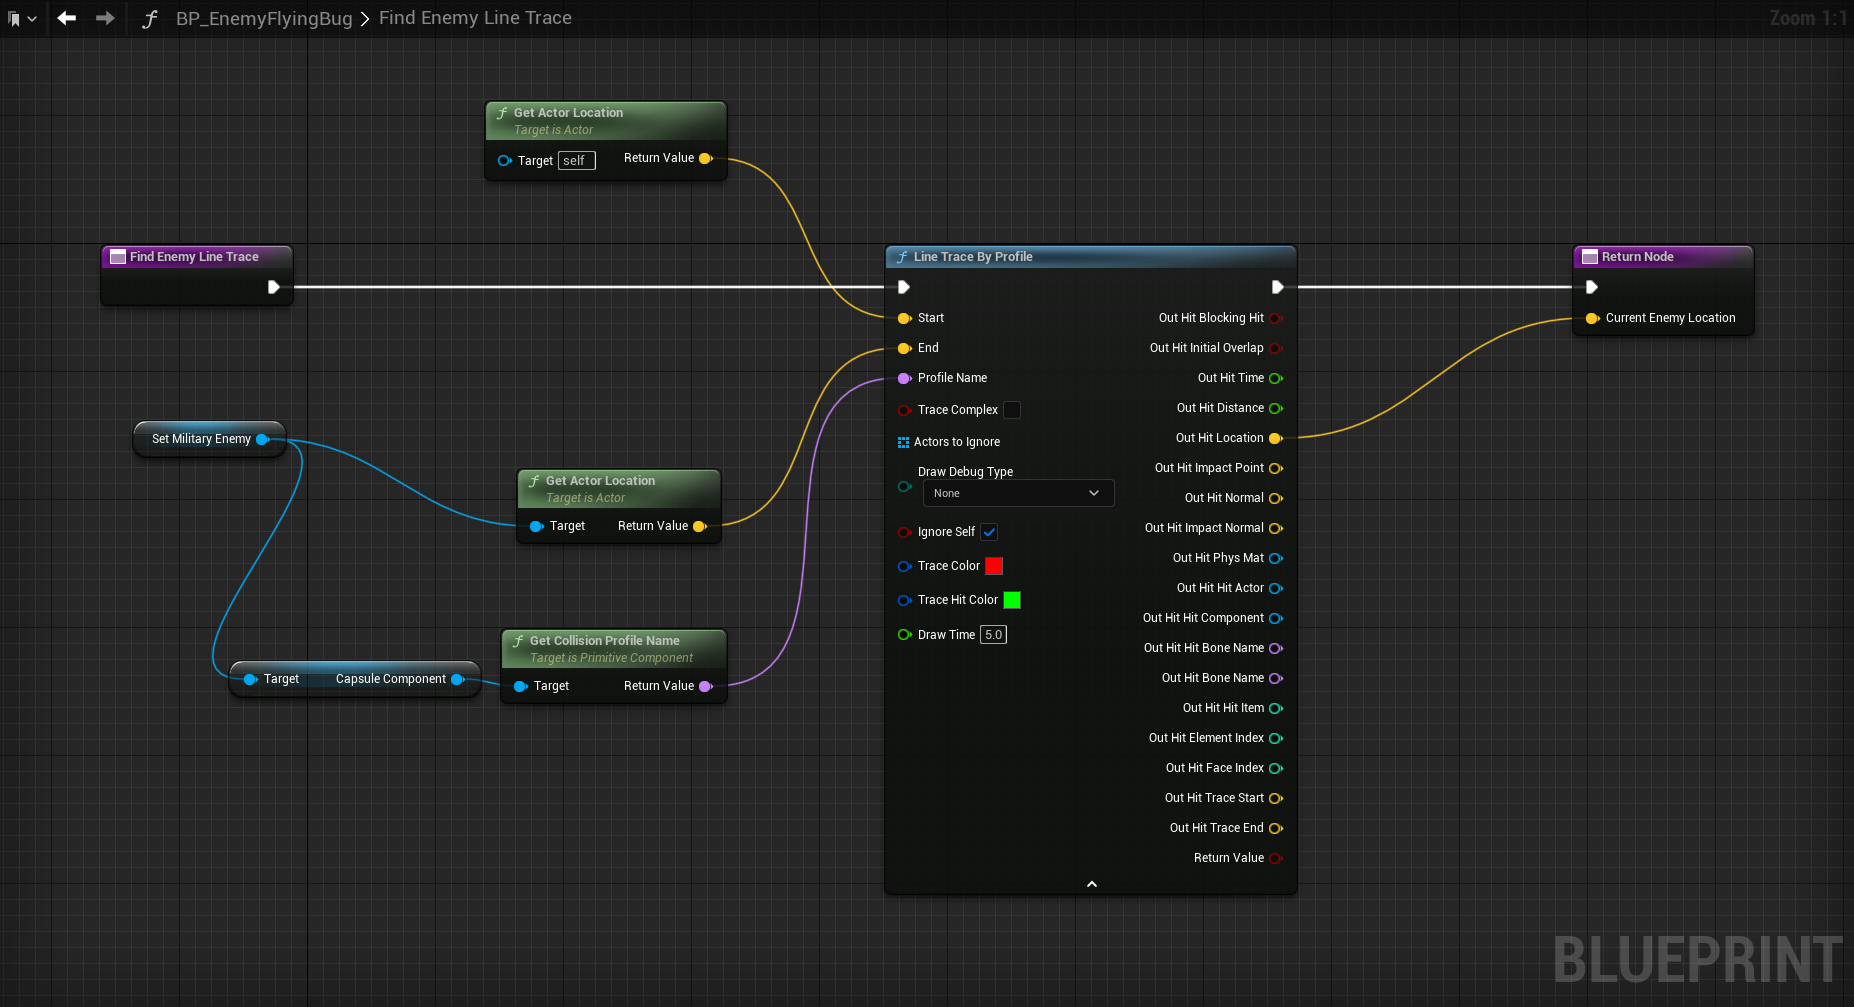 BP_EnemyFlyingBug > Find Enemy Line Trace
Zoom 1:1
f Get Actor Location
Target is Actor
Target self Return Value
Find Enemy Line Trace
f Line Trace By Profile
Start
End
Profile Name
Trace Complex
Actors to Ignore
Draw Debug Type
None
Ignore Self
Trace Color
Trace Hit Color
Draw Time 5.0
Out Hit Blocking Hit
Out Hit Initial Overlap
Out Hit Time
Out Hit Distance
Out Hit Location
Out Hit Impact Point
Out Hit Normal
Out Hit Impact Normal
Out Hit Phys Mat
Out Hit Hit Actor
Out Hit Hit Component
Out Hit Hit Bone Name
Out Hit Bone Name
Out Hit Hit Item
Out Hit Element Index
Out Hit Face Index
Out Hit Trace Start
Out Hit Trace End
Return Value
Return Node
Current Enemy Location
Set Military Enemy
f Get Actor Location
Target is Actor
Target Return Value
Target Capsule Component
f Get Collision Profile Name
Target is Primitive Component
Target Return Value
BLUEPRINT